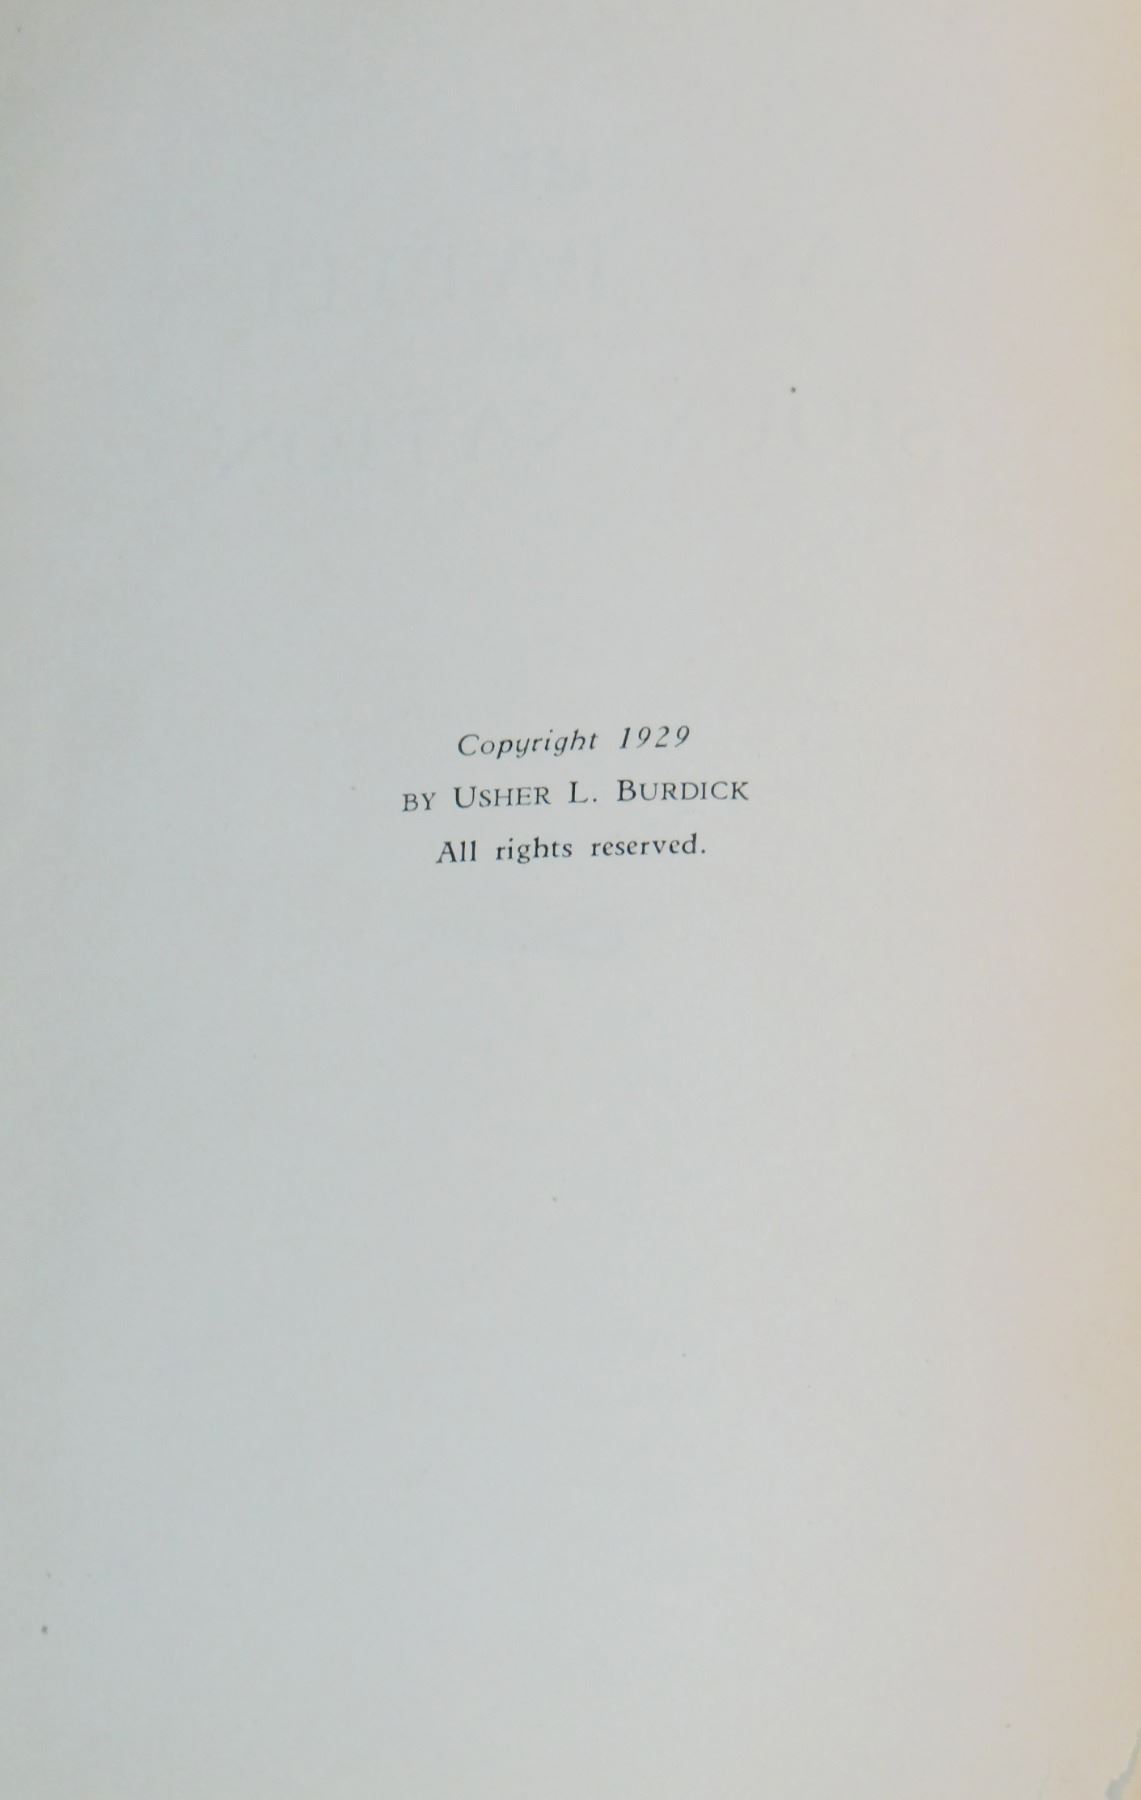 Copyright 1929
BY USHER L. BURDICK
All rights reserved.